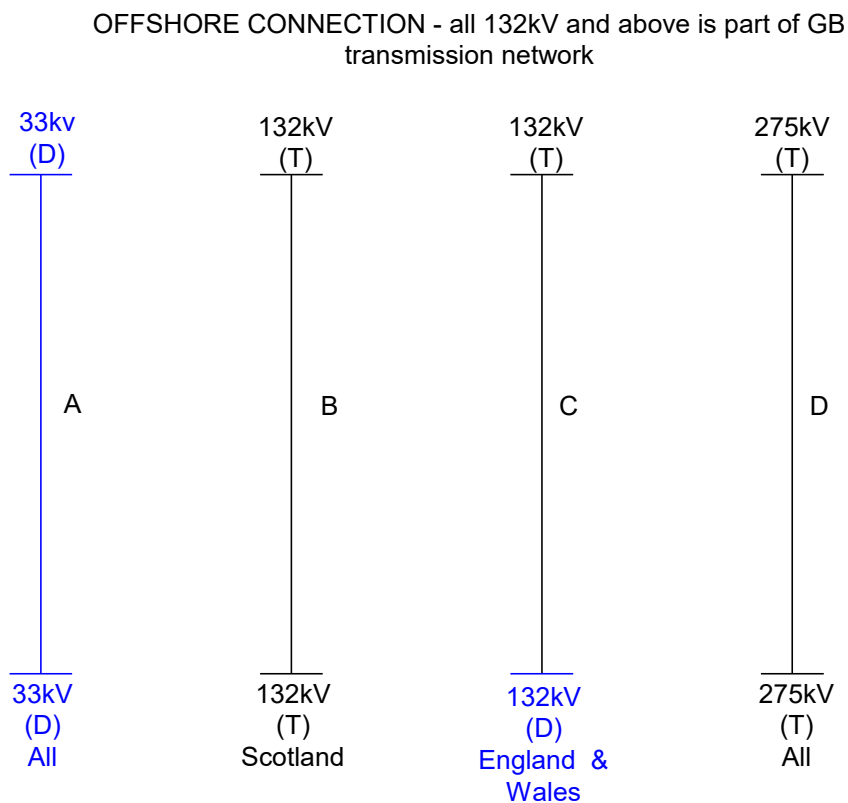 OFFSHORE CONNECTION - all 132kV and above is part of GB
transmission network
33kv
(D)
132kV
(T)
132kV
(T)
275kV
(T)
A
B
C
D
33kV
(D)
All
132kV
(T)
Scotland
132kV
(D)
England &
Wales
275kV
(T)
All